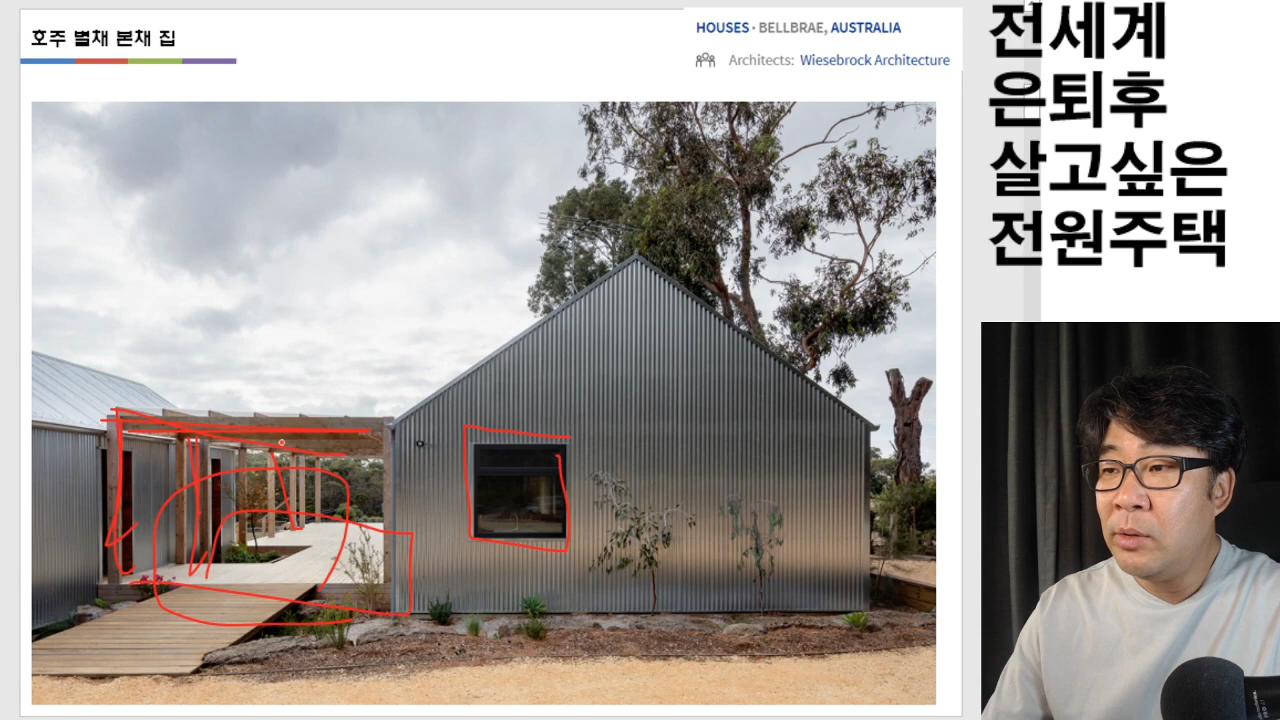 호주 별채 본채 집
HOUSES · BELLBRAE, AUSTRALIA
Architects: Wiesebrock Architecture
전세계
은퇴후
살고싶은
전원주택